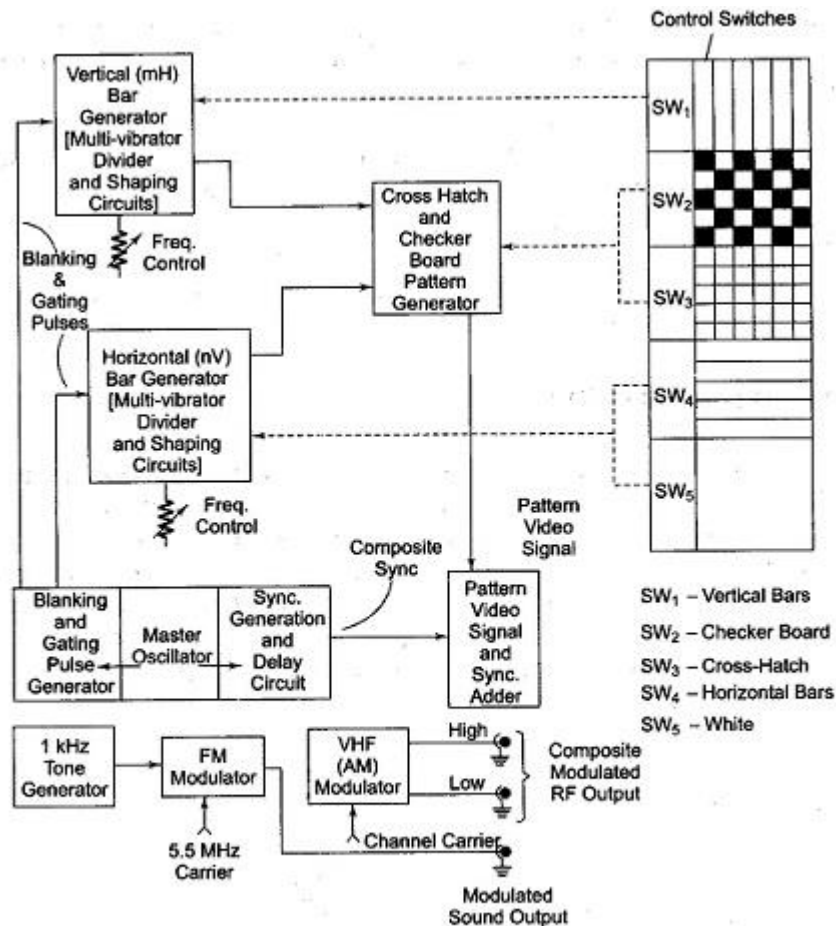 Control Switches
Vertical (mH)
Bar
Generator
[Multi-vibrator
Divider
and Shaping
Circuits]
Freq.
Control
Blanking
&
Gating
Pulses
Cross Hatch
and
Checker
Board
Pattern
Generator
SW1
SW2
SW3
SW4
SW5
Horizontal (nV)
Bar Generator
[Multi-vibrator
Divider
and Shaping
Circuits]
Freq.
Control
Pattern
Video
Signal
Composite
Sync
Blanking
and
Gating
Pulse
Generator
Master
Oscillator
Sync.
Generation
and
Delay
Circuit
Pattern
Video
Signal
and
Sync.
Adder
SW1 – Vertical Bars
SW2 – Checker Board
SW3 – Cross-Hatch
SW4 – Horizontal Bars
SW5 – White
1 kHz
Tone
Generator
FM
Modulator
5.5 MHz
Carrier
VHF
(AM)
Modulator
High
Low
Channel Carrier
Composite
Modulated
RF Output
Modulated
Sound Output